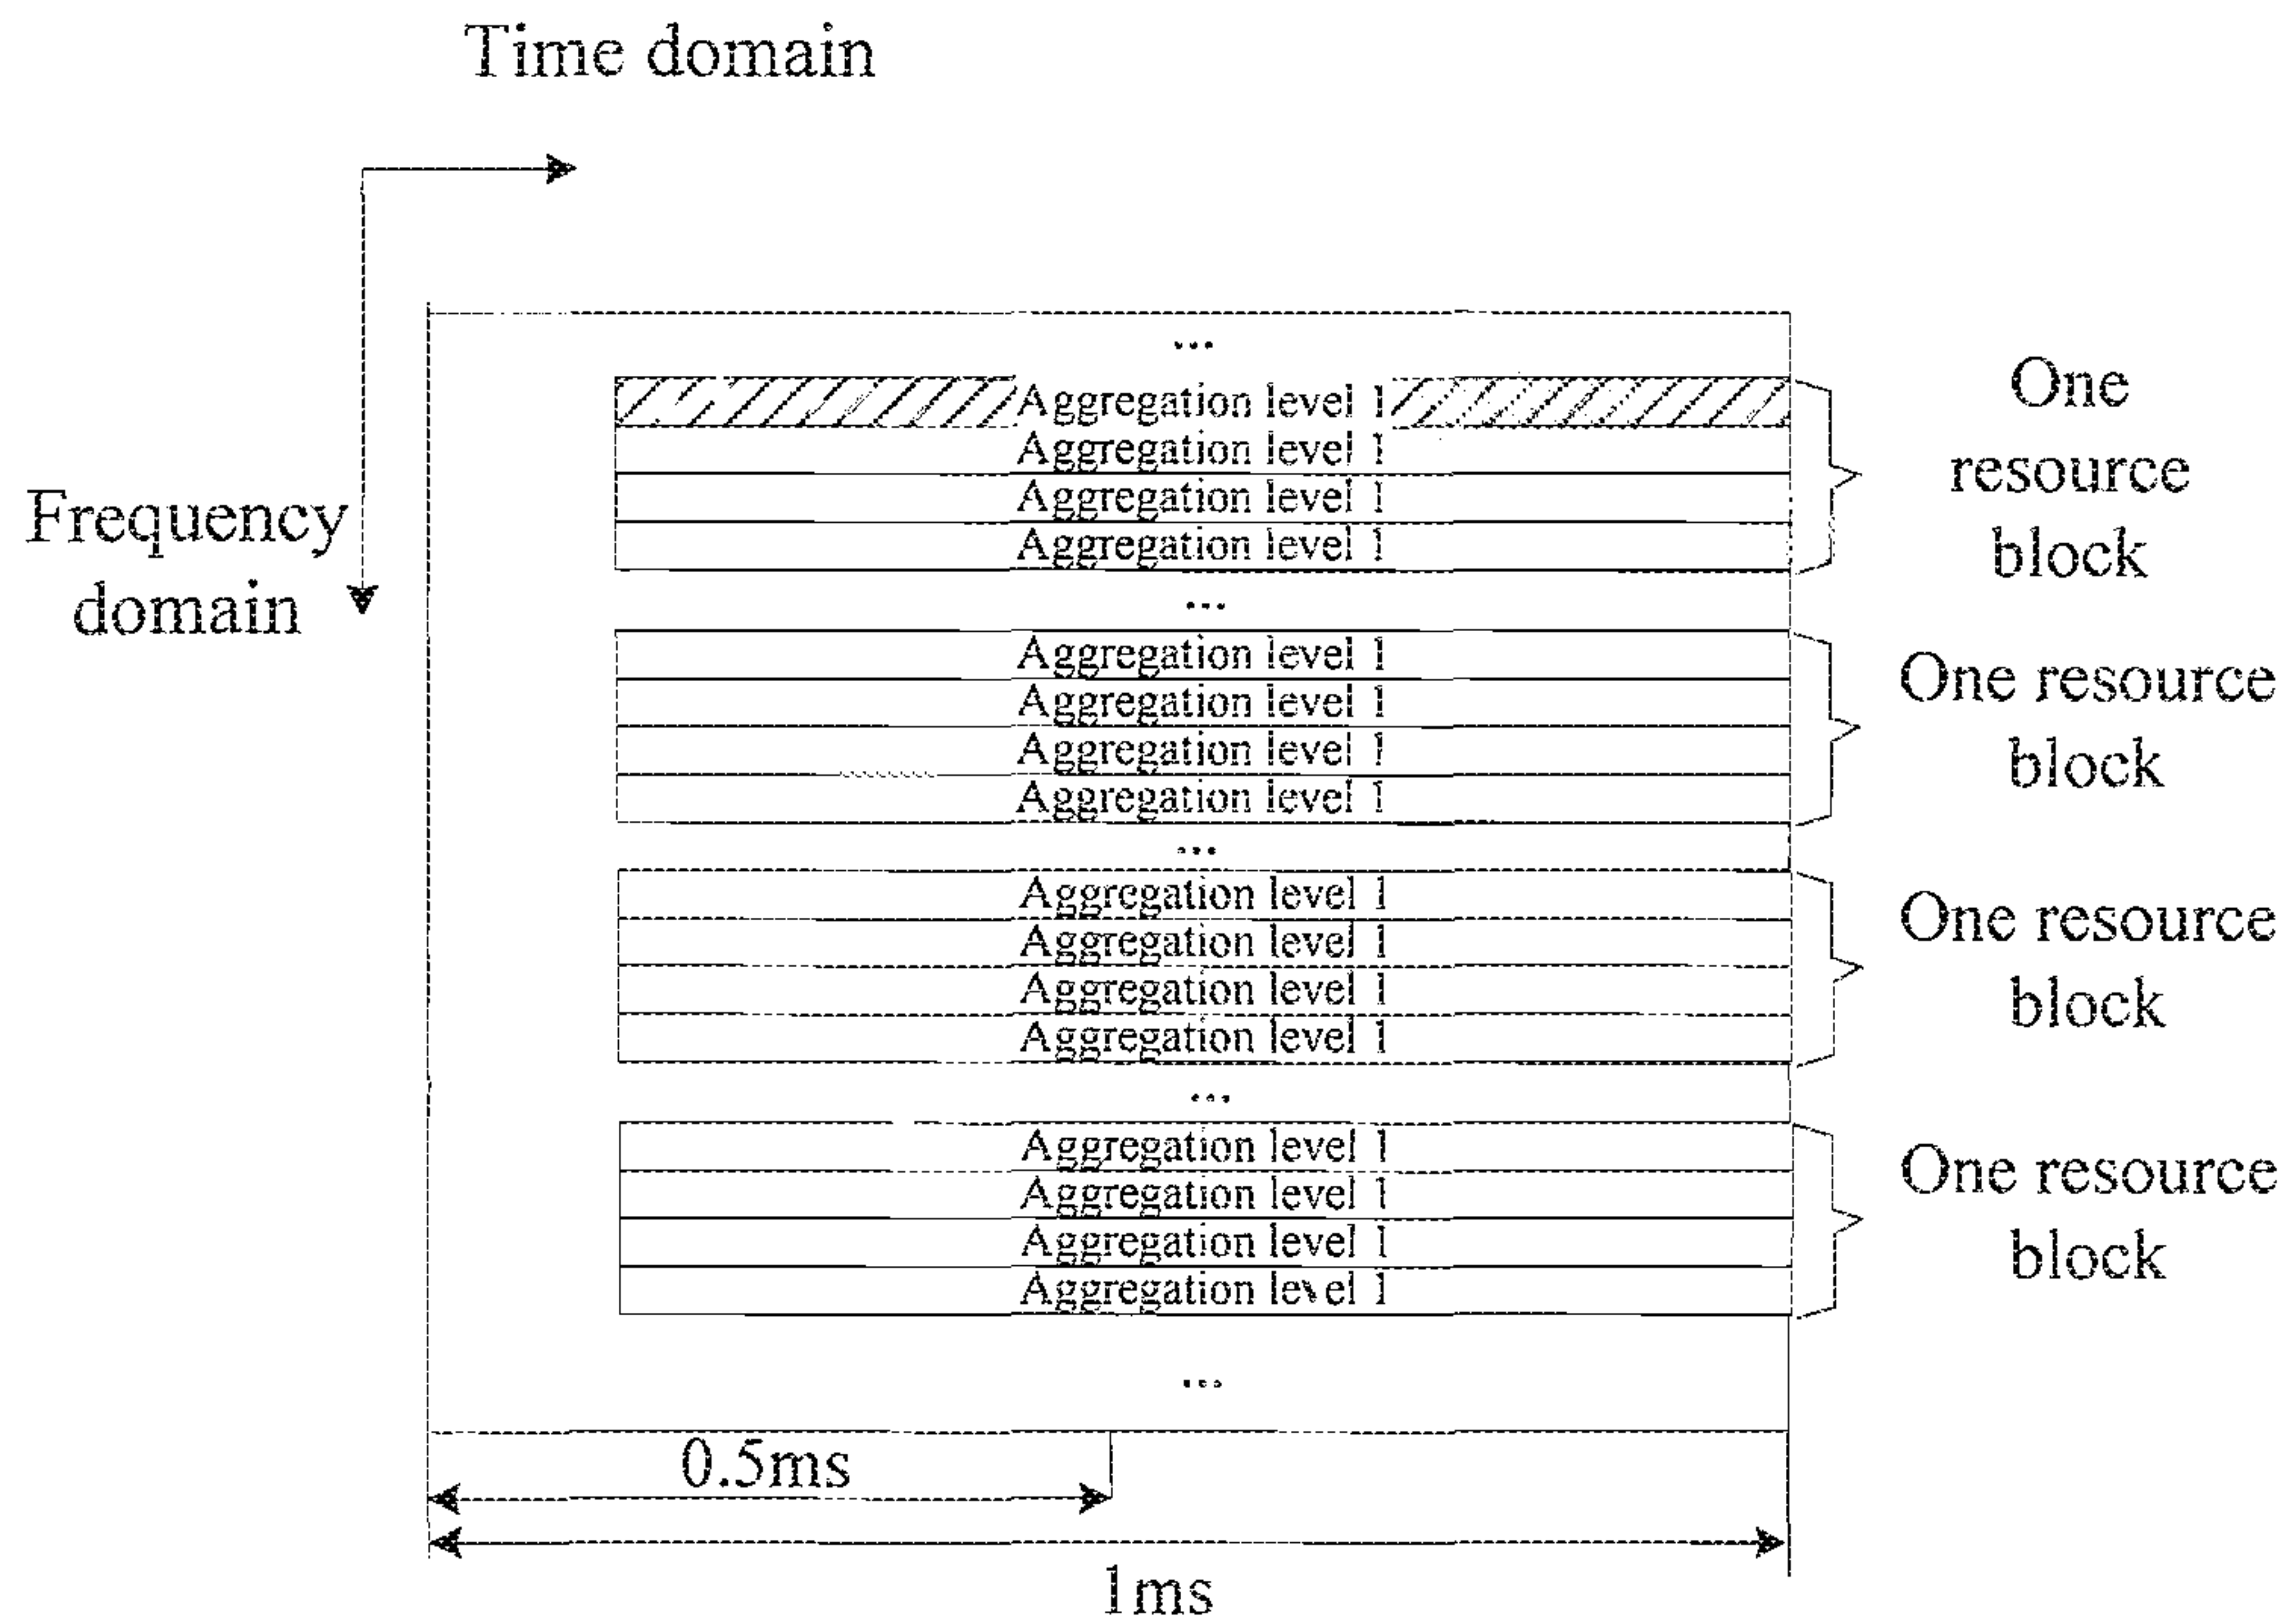 Time domain
Frequency
domain
...
Aggregation level 1
Aggregation level 1
Aggregation level 1
Aggregation level 1
One
resource
block
...
Aggregation level 1
Aggregation level 1
Aggregation level 1
Aggregation level 1
One resource
block
...
Aggregation level 1
Aggregation level 1
Aggregation level 1
Aggregation level 1
One resource
block
...
Aggregation level 1
Aggregation level 1
Aggregation level 1
Aggregation level 1
One resource
block
...
0.5ms
1ms